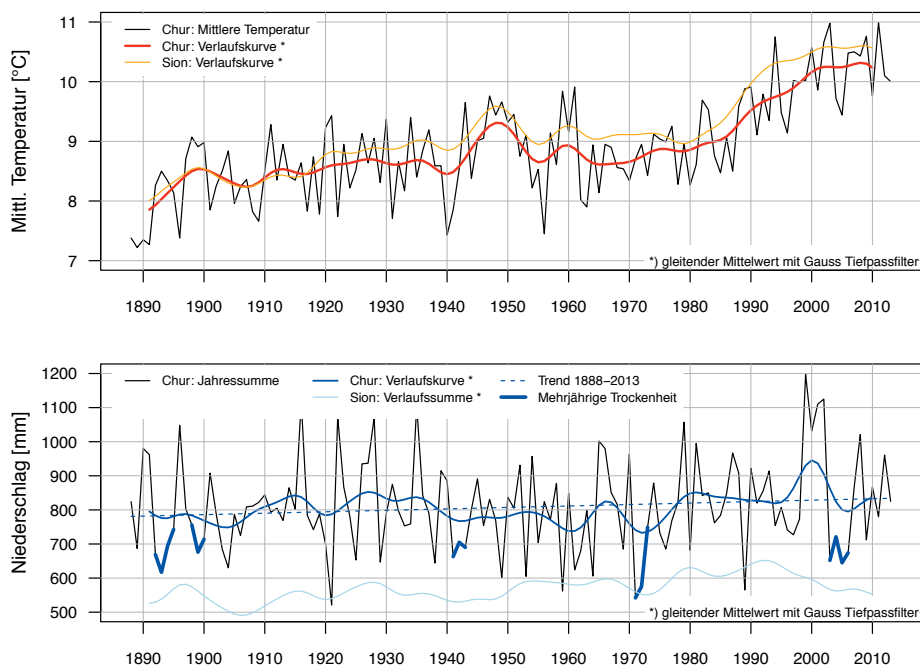 Mittl. Temperatur [°C]
11
10
9
8
7
Chur: Mittlere Temperatur
Chur: Verlaufskurve *
Sion: Verlaufskurve *
*) gleitender Mittelwert mit Gauss Tiefpassfilter
1890 1900 1910 1920 1930 1940 1950 1960 1970 1980 1990 2000 2010
Niederschlag [mm]
1200
1100
1000
900
800
700
600
500
Chur: Jahressumme Chur: Verlaufskurve * Trend 1888–2013
Sion: Verlaufssumme * Mehrjährige Trockenheit
*) gleitender Mittelwert mit Gauss Tiefpassfilter
1890 1900 1910 1920 1930 1940 1950 1960 1970 1980 1990 2000 2010